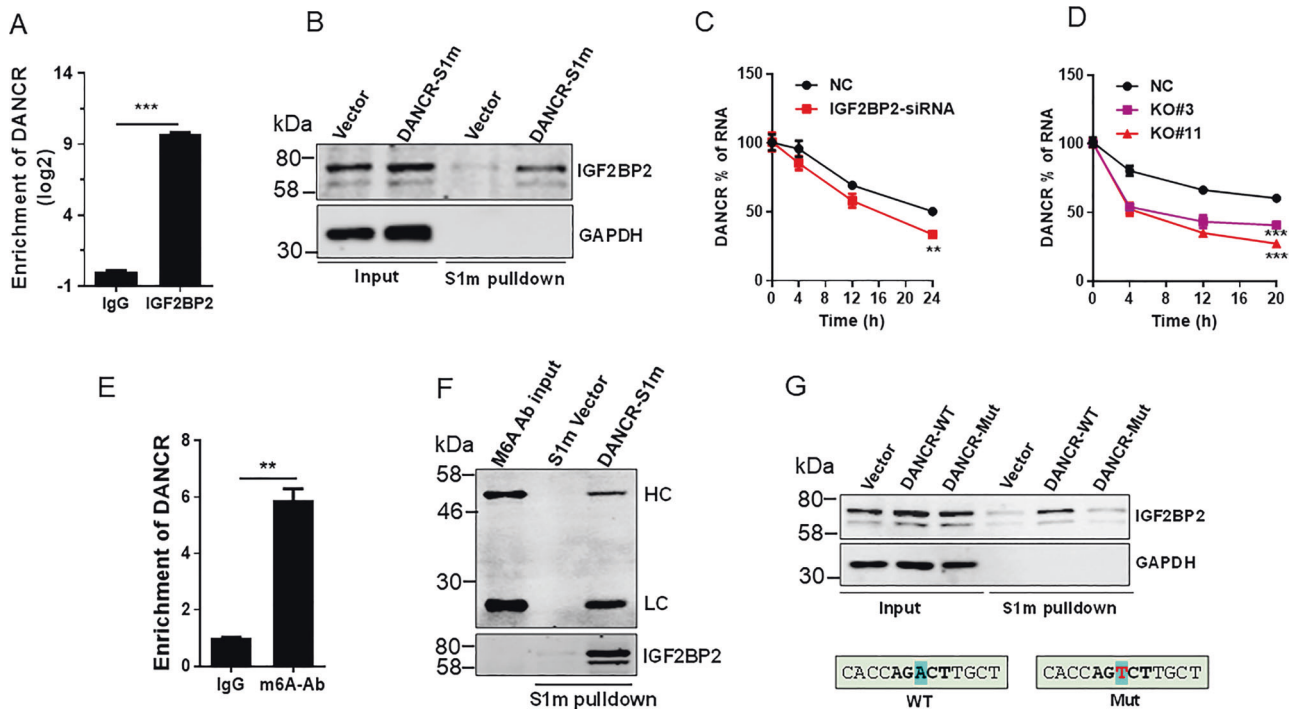 A
Enrichment of DANCR
(log2)
14
9
4
-1
***
IgG
IGF2BP2
B
kDa
Vector
DANCR-S1m
Vector
DANCR-S1m
80
58
30
IGF2BP2
GAPDH
Input
S1m pulldown
C
DANCR % of RNA
150
100
50
0
NC
IGF2BP2-siRNA
**
0 4 8 12 16 20 24
Time (h)
D
DANCR % of RNA
150
100
50
0
NC
KO#3
KO#11
***
***
0 4 8 12 16 20
Time (h)
E
Enrichment of DANCR
8
6
4
2
0
**
IgG
m6A-Ab
F
kDa
M6A Ab input
S1m Vector
DANCR-S1m
58
46
30
80
58
HC
LC
IGF2BP2
S1m pulldown
G
kDa
Vector
DANCR-WT
DANCR-Mut
Vector
DANCR-WT
DANCR-Mut
80
58
30
IGF2BP2
GAPDH
Input
S1m pulldown
CACCAGACTTGCT
WT
CACCAGTCTTGCT
Mut